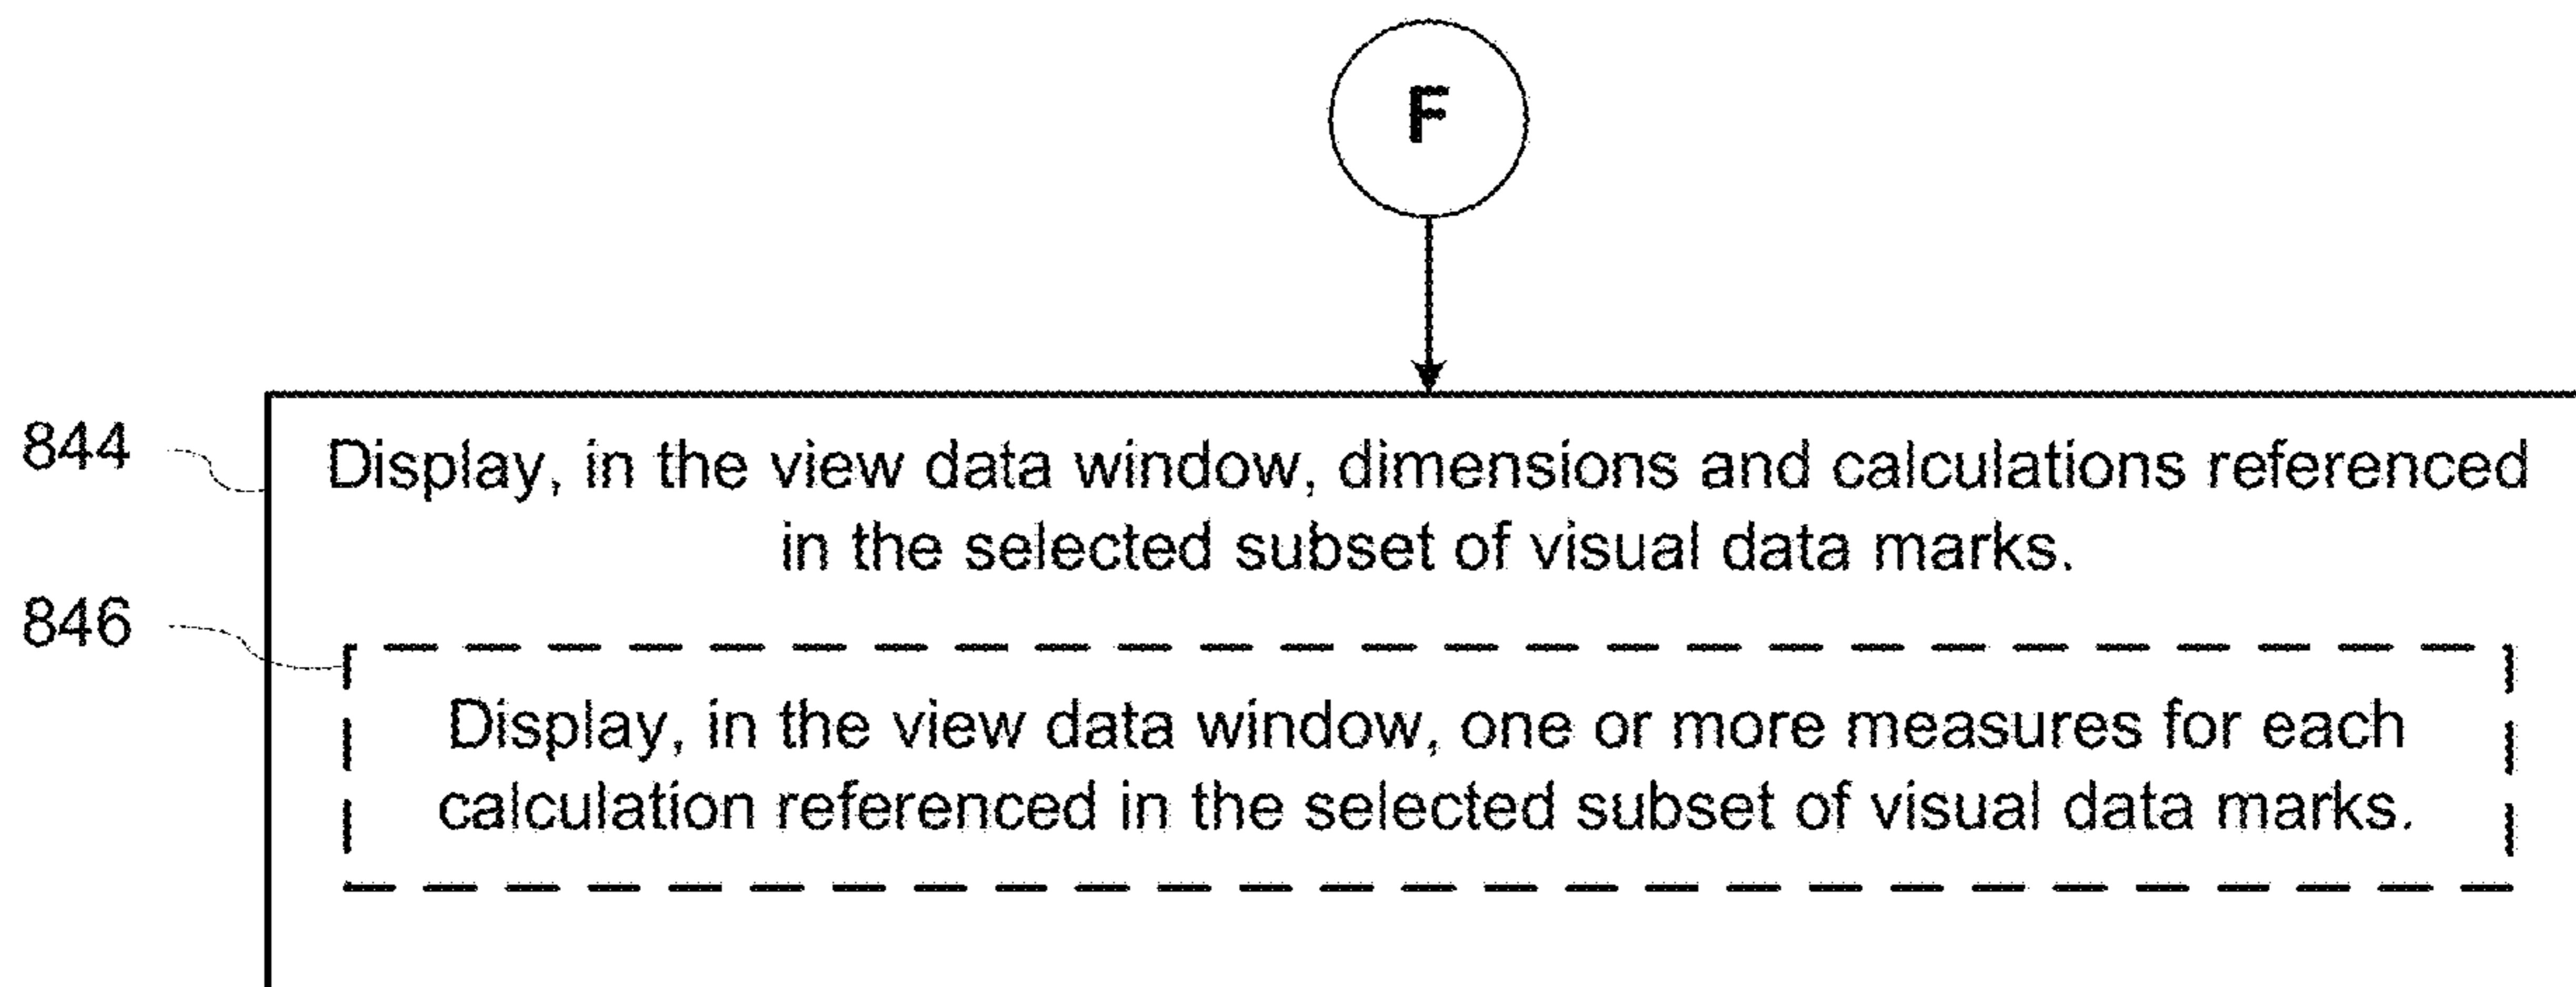 F
844
Display, in the view data window, dimensions and calculations referenced
in the selected subset of visual data marks.
846
Display, in the view data window, one or more measures for each
calculation referenced in the selected subset of visual data marks.